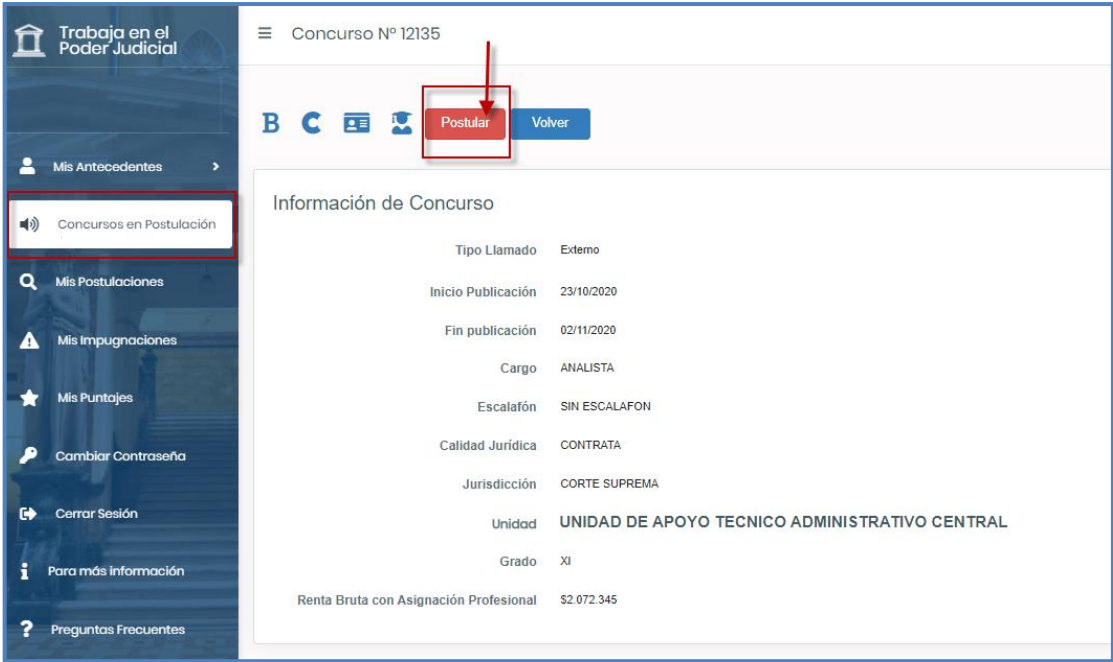 Trabaja en el
Poder Judicial
Concurso Nº 12135
Postular
Volver
Mis Antecedentes
Concursos en Postulación
Mis Postulaciones
Mis Impugnaciones
Mis Puntajes
Cambiar Contraseña
Cerrar Sesión
Para más información
Preguntas Frecuentes
Información de Concurso
Tipo Llamado Externo
Inicio Publicación 23/10/2020
Fin publicación 02/11/2020
Cargo ANALISTA
Escalafón SIN ESCALAFON
Calidad Jurídica CONTRATA
Jurisdicción CORTE SUPREMA
Unidad UNIDAD DE APOYO TECNICO ADMINISTRATIVO CENTRAL
Grado XI
Renta Bruta con Asignación Profesional $2.072.345